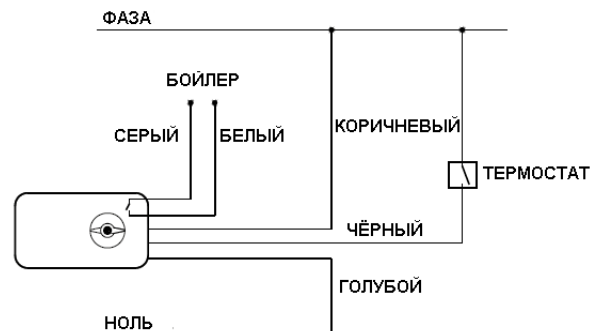 ФАЗА
БОЙЛЕР
СЕРЫЙ
БЕЛЫЙ
КОРИЧНЕВЫЙ
ТЕРМОСТАТ
ЧЁРНЫЙ
ГОЛУБОЙ
НОЛЬ